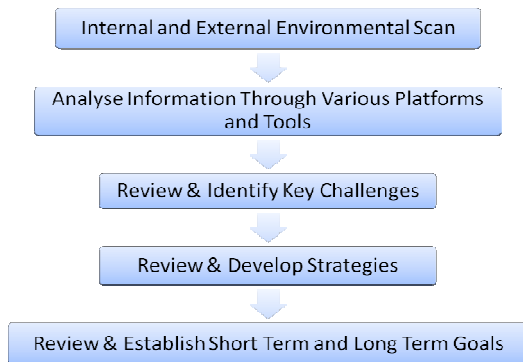 Internal and External Environmental Scan
Analyse Information Through Various Platforms
and Tools
Review & Identify Key Challenges
Review & Develop Strategies
Review & Establish Short Term and Long Term Goals